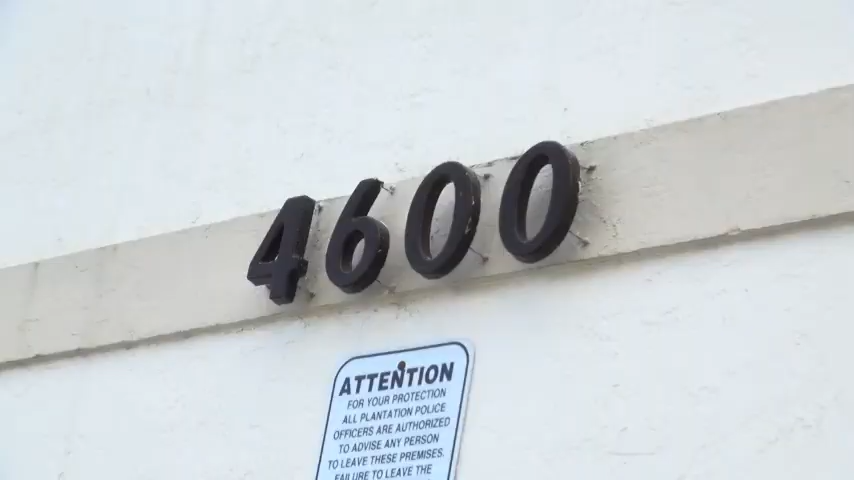 4600
ATTENTION
FOR YOUR PROTECTION
ALL PLANTATION POLICE
OFFICERS ARE AUTHORIZED
TO ADVISE ANY PERSON
TO LEAVE THESE PREMISES.
FAILURE TO LEAVE THE